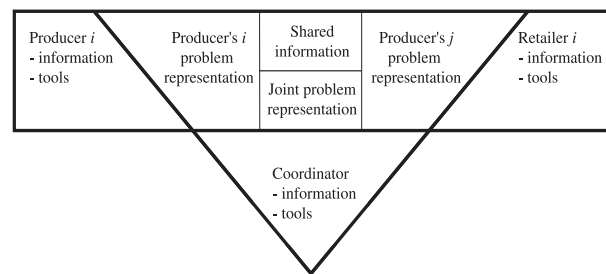 Producer i
- information
- tools
Producer's i
problem
representation
Shared
information
Joint problem
representation
Producer's j
problem
representation
Retailer i
- information
- tools
Coordinator
- information
- tools